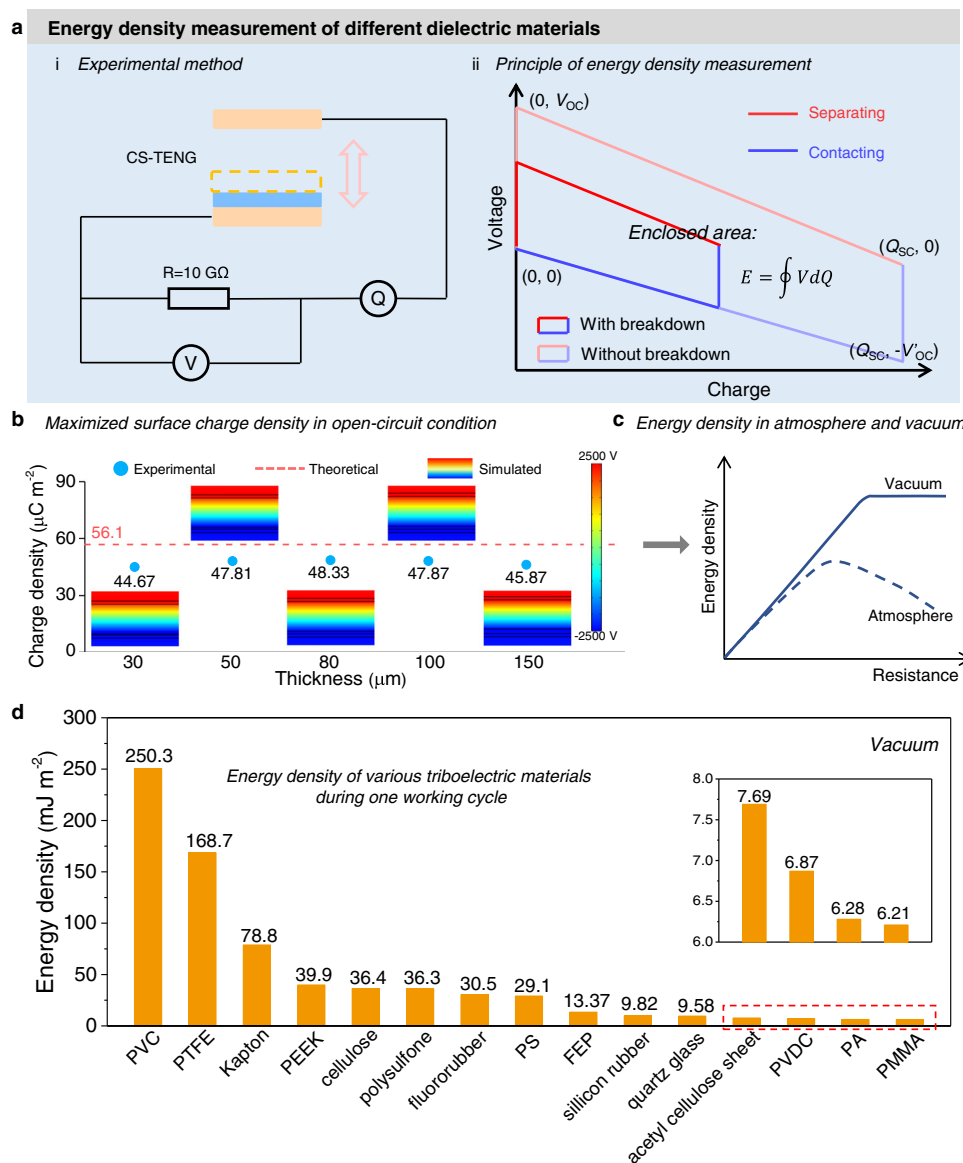 a Energy density measurement of different dielectric materials
i Experimental method
CS-TENG
R=10 GΩ
Q
V
ii Principle of energy density measurement
(0, VOC)
Separating
Contacting
Voltage
Enclosed area:
E = ∮ VdQ
(QSC, 0)
(0, 0)
With breakdown
Without breakdown
(QSC, -V'OC)
Charge
b Maximized surface charge density in open-circuit condition
Experimental
Theoretical
Simulated
2500 V
-2500 V
Charge density (μC m-2)
90
60
30
0
56.1
44.67
47.81
48.33
47.87
45.87
30 50 80 100 150
Thickness (μm)
c Energy density in atmosphere and vacuum
Energy density
Vacuum
Atmosphere
Resistance
d
Energy density (mJ m-2)
300
250
200
150
100
50
0
Vacuum
Energy density of various triboelectric materials
during one working cycle
250.3
168.7
78.8
39.9
36.4
36.3
30.5
29.1
13.37
9.82
9.58
8.0
7.5
7.0
6.5
6.0
7.69
6.87
6.28
6.21
PVC
PTFE
Kapton
PEEK
cellulose
polysulfone
fluororubber
PS
FEP
sillicon rubber
quartz glass
acetyl cellulose sheet
PVDC
PA
PMMA